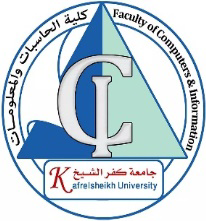 كلية الحاسبات والمعلومات
Faculty of Computers & Information
CI
جامعة كفر الشيخ
Kafrelsheikh University